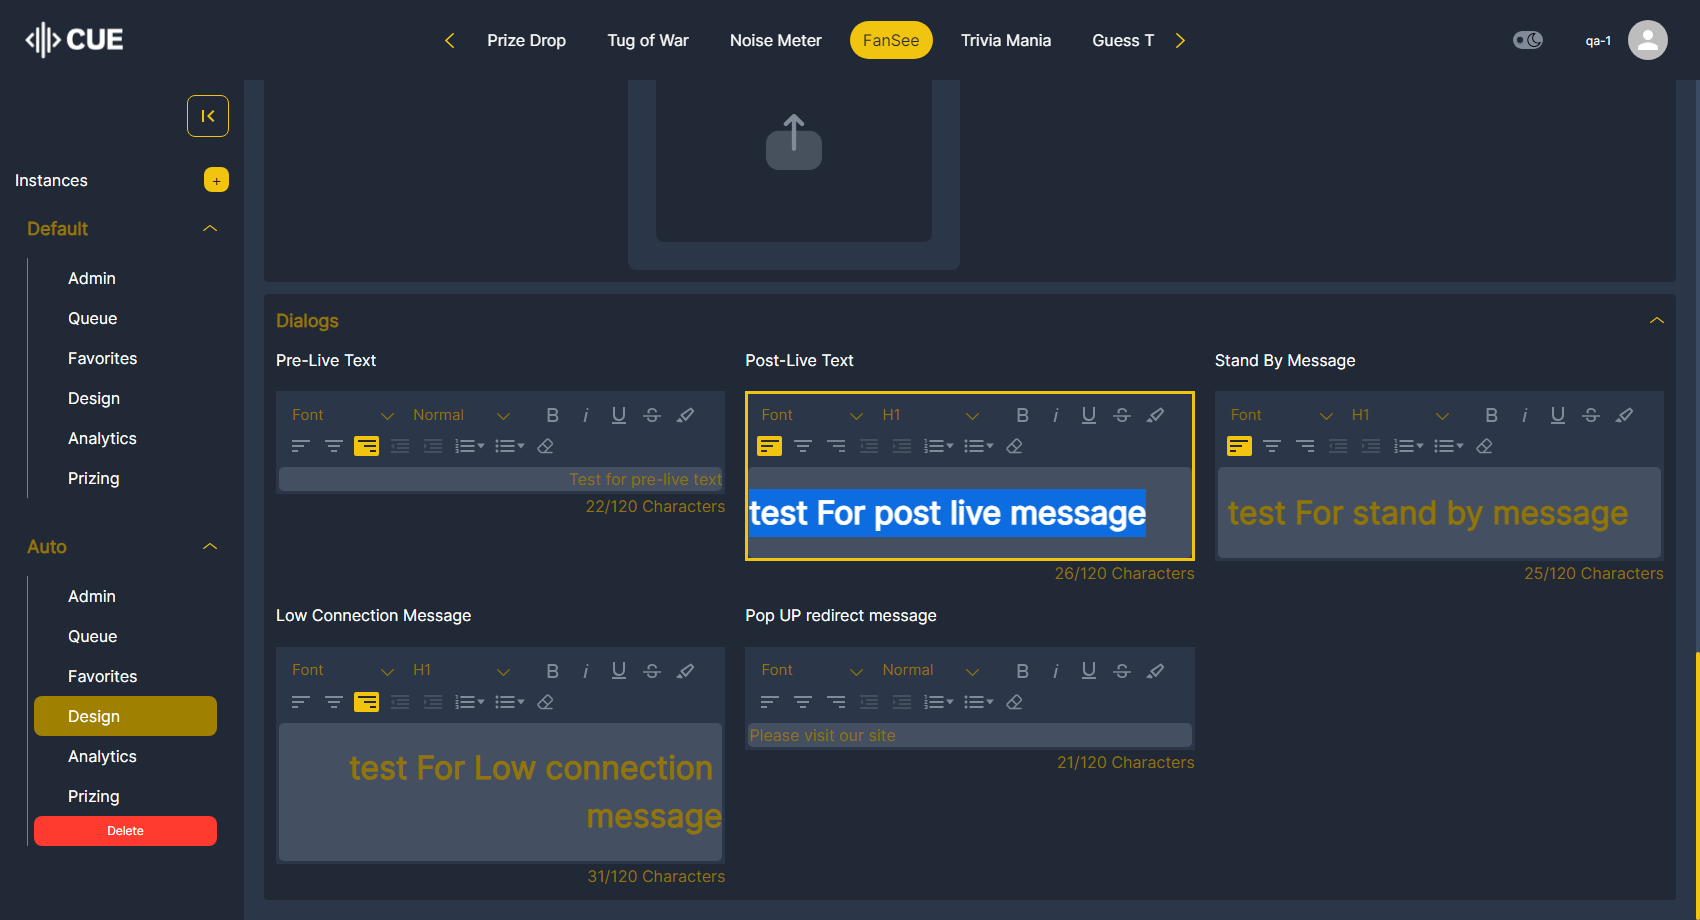 CUE
Prize Drop
Tug of War
Noise Meter
FanSee
Trivia Mania
Guess T
qa-1
Instances
+
Default
Admin
Queue
Favorites
Design
Analytics
Prizing
Auto
Admin
Queue
Favorites
Design
Analytics
Prizing
Delete
Dialogs
Pre-Live Text
Font
Normal
B
i
U
S
Test for pre-live text
22/120 Characters
Post-Live Text
Font
H1
B
i
U
S
test For post live message
26/120 Characters
Stand By Message
Font
H1
B
i
U
S
test For stand by message
25/120 Characters
Low Connection Message
Font
H1
B
i
U
S
test For Low connection
message
31/120 Characters
Pop UP redirect message
Font
Normal
B
i
U
S
Please visit our site
21/120 Characters